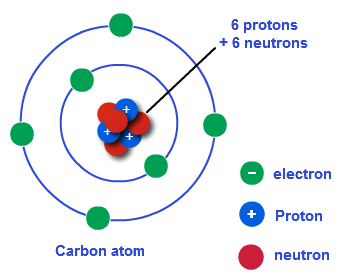 6 protons
+ 6 neutrons
+
+
+
− electron
+ Proton
neutron
Carbon atom